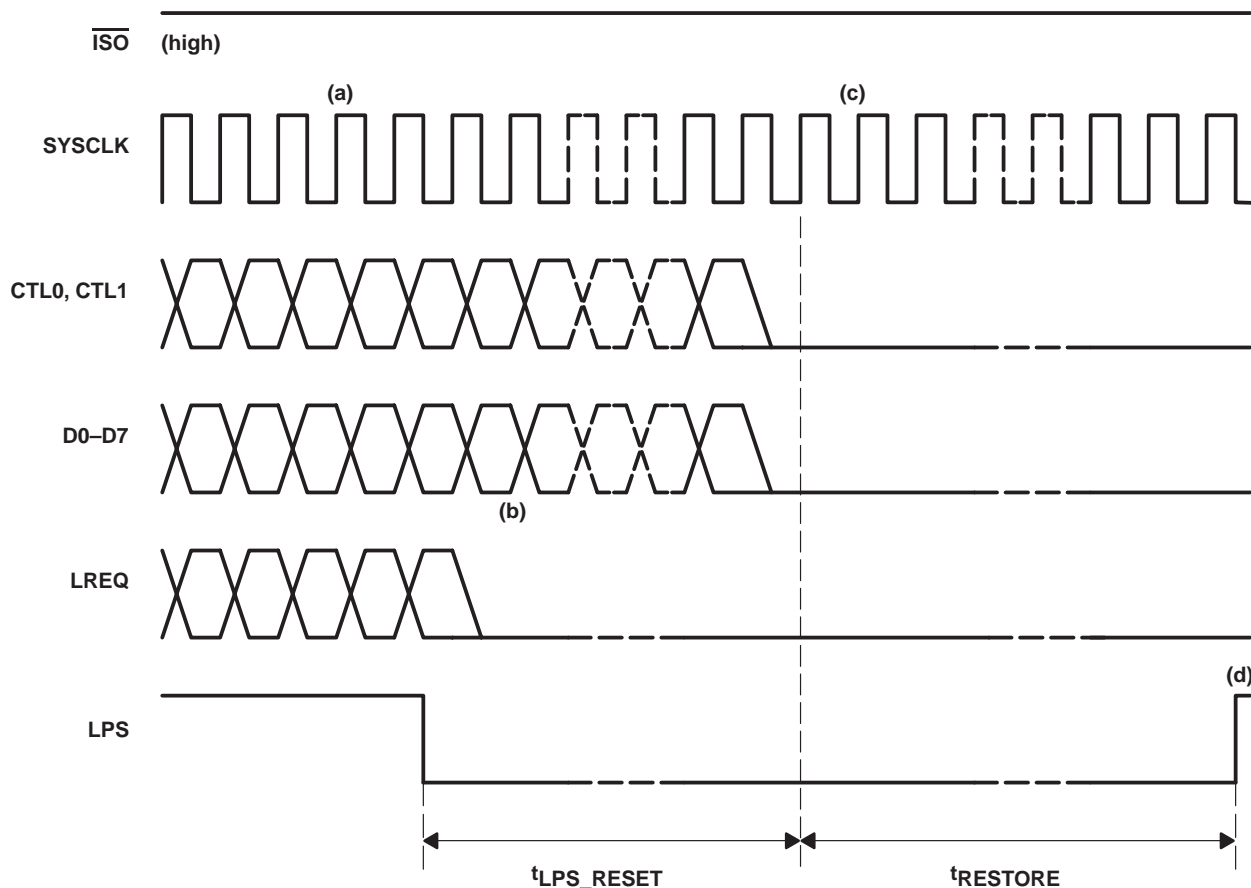 ISO (high)
(a) (c)
SYSCLK
CTL0, CTL1
D0–D7
(b)
LREQ
(d)
LPS
tLPS_RESET tRESTORE